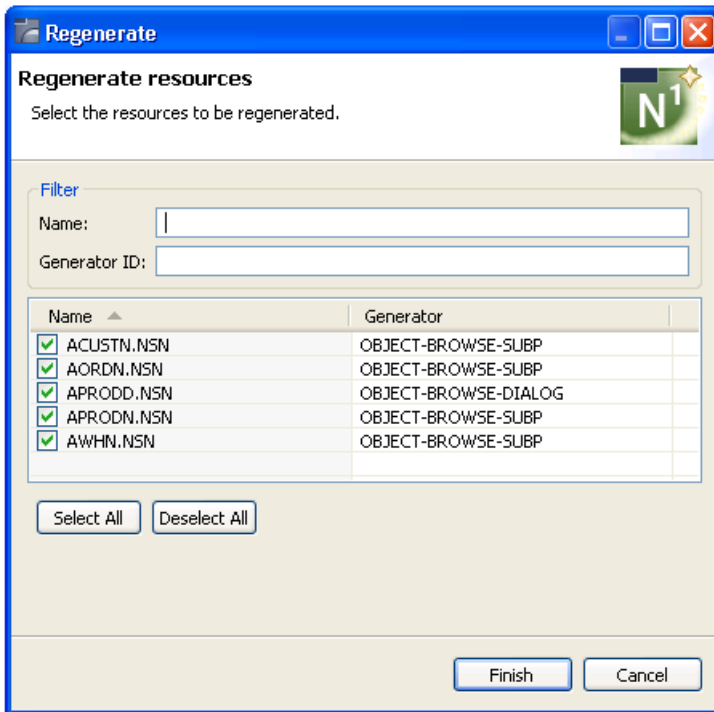 Regenerate
Regenerate resources
Select the resources to be regenerated.
N1
Filter
Name:
Generator ID:
Name Generator
ACUSTN.NSN OBJECT-BROWSE-SUBP
AORDN.NSN OBJECT-BROWSE-SUBP
APRODD.NSN OBJECT-BROWSE-DIALOG
APRODN.NSN OBJECT-BROWSE-SUBP
AWHN.NSN OBJECT-BROWSE-SUBP
Select All Deselect All
Finish Cancel